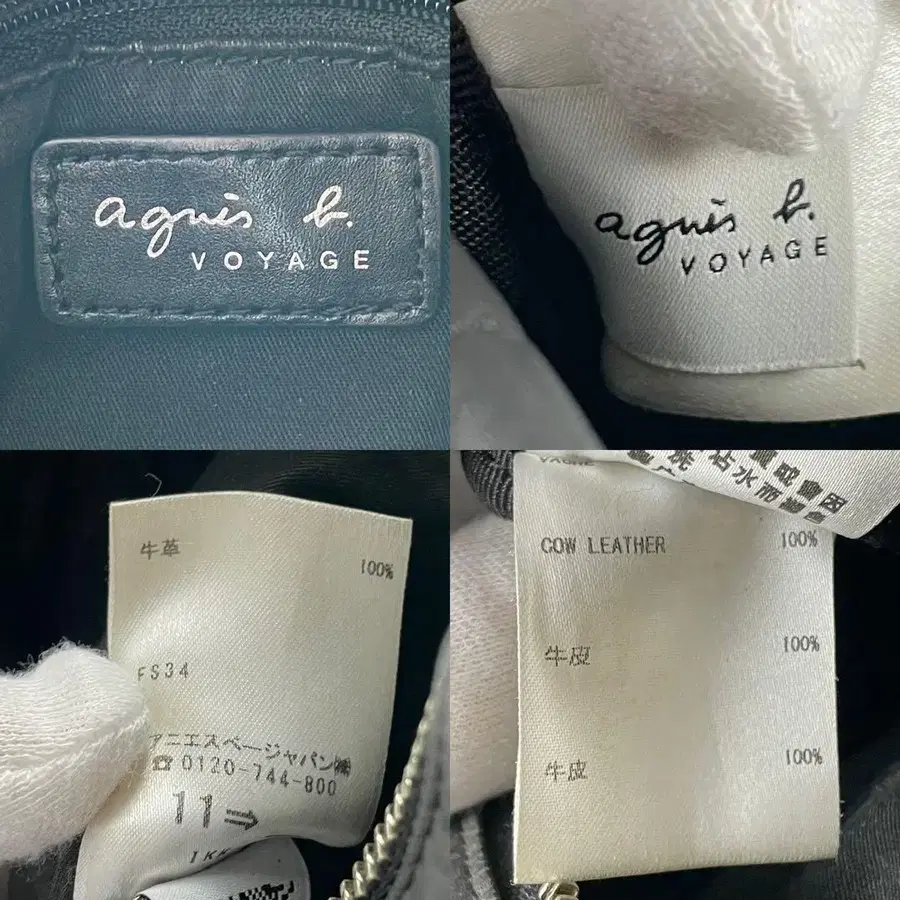 agnès b.
VOYAGE
agnès b.
VOYAGE
牛革
100%
FS34
アニエスベージャパン㈱
☎0120-744-800
11→
IKK
COW LEATHER 100%
牛皮 100%
牛皮 100%